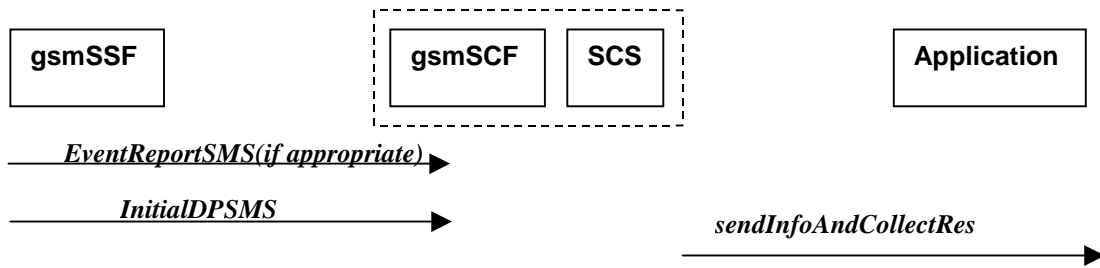 gsmSSF
gsmSCF
SCS
Application
EventReportSMS(if appropriate)
InitialDPSMS
sendInfoAndCollectRes